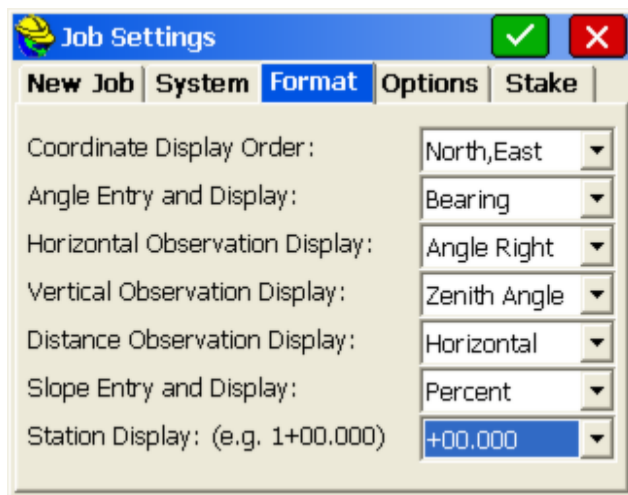 Job Settings
New Job System Format Options Stake
Coordinate Display Order: North,East
Angle Entry and Display: Bearing
Horizontal Observation Display: Angle Right
Vertical Observation Display: Zenith Angle
Distance Observation Display: Horizontal
Slope Entry and Display: Percent
Station Display: (e.g. 1+00.000) +00.000